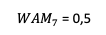 WAM₇ = 0,5